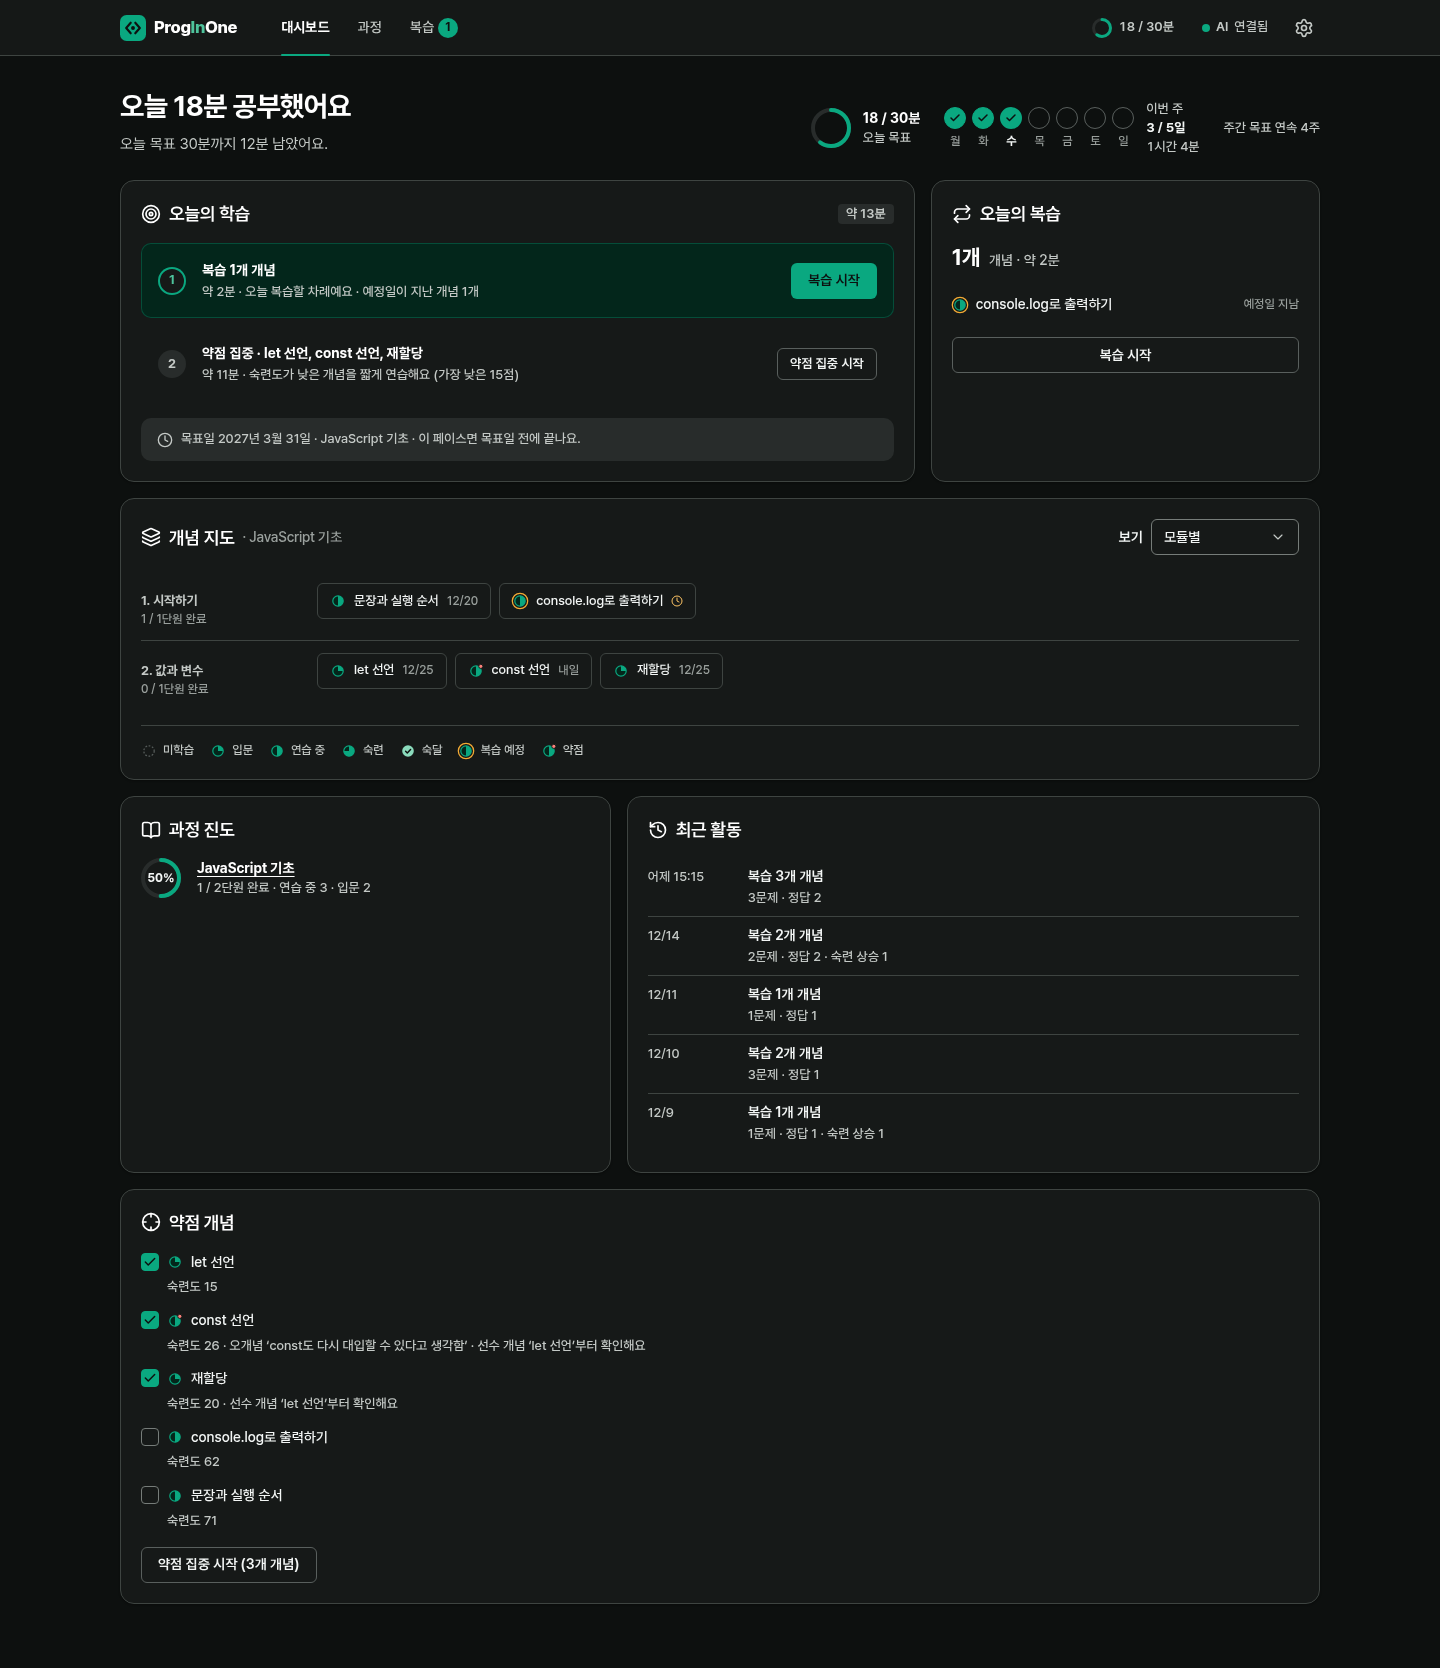 ProgInOne
대시보드
과정
복습 1
18 / 30분
AI 연결됨
오늘 18분 공부했어요
오늘 목표 30분까지 12분 남았어요.
18 / 30분
오늘 목표
월 화 수 목 금 토 일
이번 주
3 / 5일
1시간 4분
주간 목표 연속 4주
오늘의 학습
약 13분
1
복습 1개 개념
약 2분 · 오늘 복습할 차례예요 · 예정일이 지난 개념 1개
복습 시작
2
약점 집중 · let 선언, const 선언, 재할당
약 11분 · 숙련도가 낮은 개념을 짧게 연습해요 (가장 낮은 15점)
약점 집중 시작
목표일 2027년 3월 31일 · JavaScript 기초 · 이 페이스면 목표일 전에 끝나요.
오늘의 복습
1개 개념 · 약 2분
console.log로 출력하기
예정일 지남
복습 시작
개념 지도 · JavaScript 기초
보기
모듈별
1. 시작하기
1 / 1단원 완료
문장과 실행 순서 12/20
console.log로 출력하기
2. 값과 변수
0 / 1단원 완료
let 선언 12/25
const 선언 내일
재할당 12/25
미학습
입문
연습 중
숙련
숙달
복습 예정
약점
과정 진도
50%
JavaScript 기초
1 / 2단원 완료 · 연습 중 3 · 입문 2
최근 활동
어제 15:15
복습 3개 개념
3문제 · 정답 2
12/14
복습 2개 개념
2문제 · 정답 2 · 숙련 상승 1
12/11
복습 1개 개념
1문제 · 정답 1
12/10
복습 2개 개념
3문제 · 정답 1
12/9
복습 1개 개념
1문제 · 정답 1 · 숙련 상승 1
약점 개념
let 선언
숙련도 15
const 선언
숙련도 26 · 오개념 ‘const도 다시 대입할 수 있다고 생각함’ · 선수 개념 ‘let 선언’부터 확인해요
재할당
숙련도 20 · 선수 개념 ‘let 선언’부터 확인해요
console.log로 출력하기
숙련도 62
문장과 실행 순서
숙련도 71
약점 집중 시작 (3개 개념)